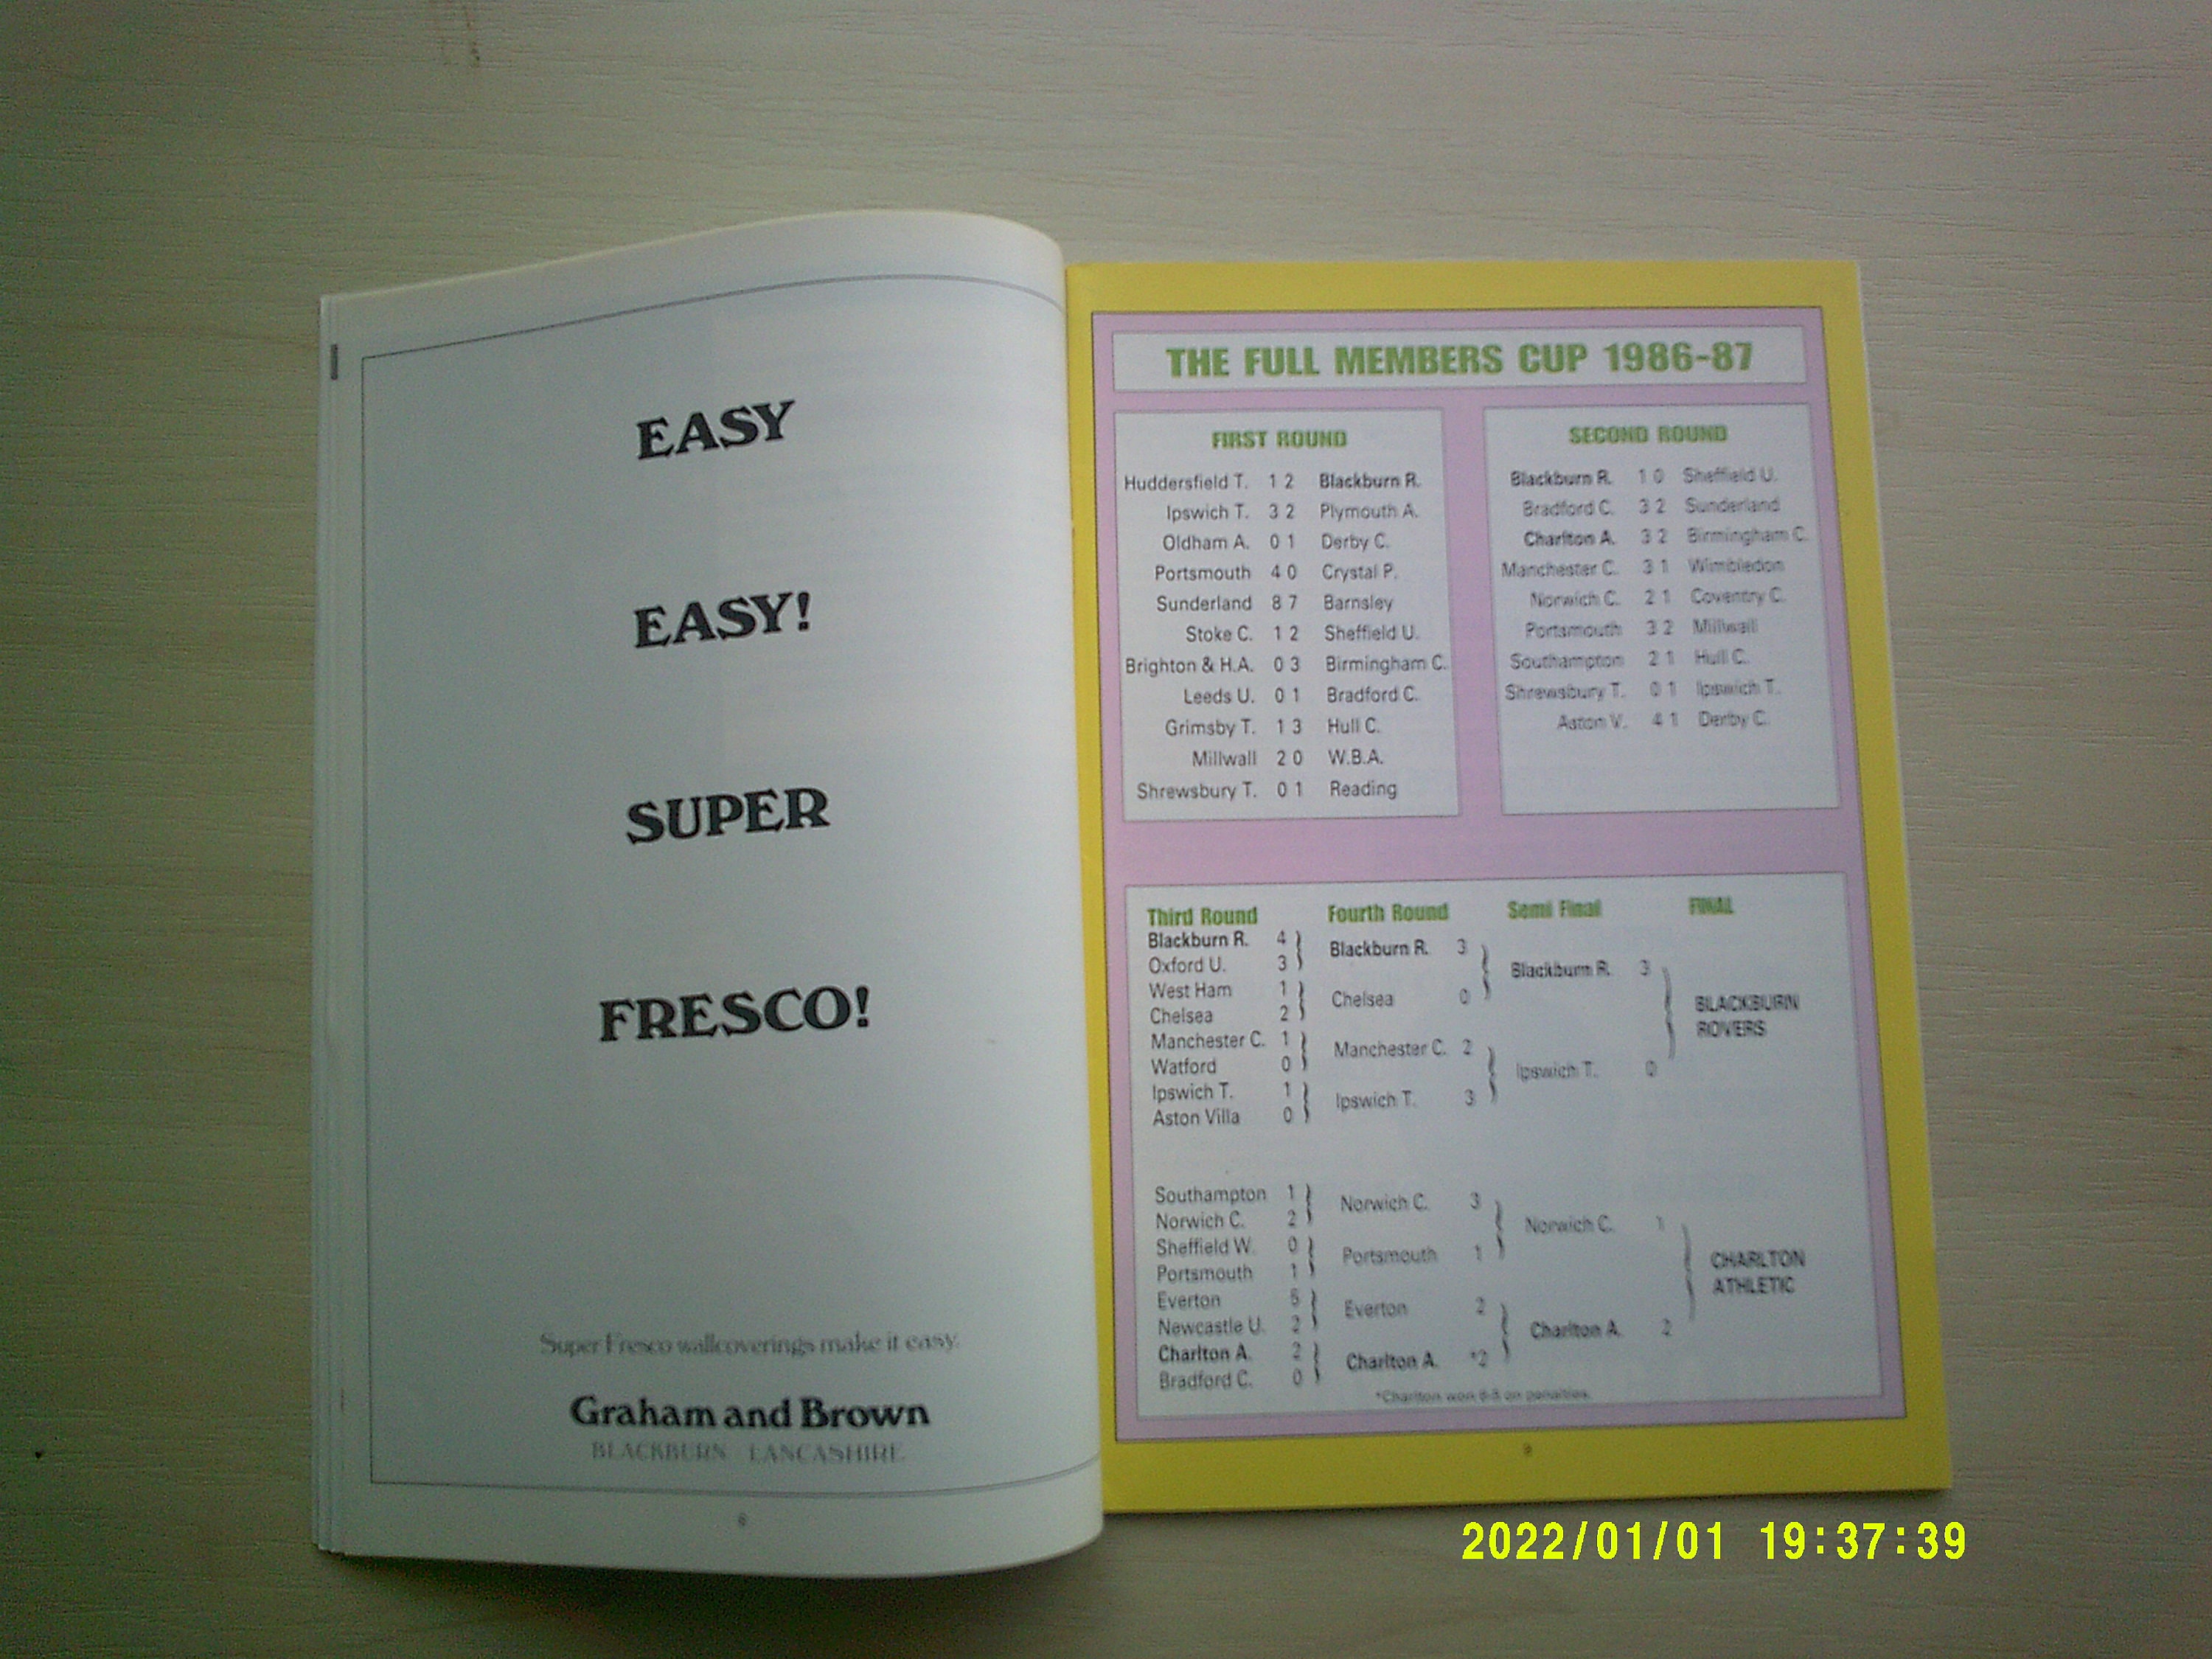 EASY
EASY!
SUPER
FRESCO!
Super Fresco wallcoverings make it easy.
Graham and Brown
BLACKBURN LANCASHIRE
8
THE FULL MEMBERS CUP 1986-87
FIRST ROUND
Huddersfield T. 1 2 Blackburn R.
Ipswich T. 3 2 Plymouth A.
Oldham A. 0 1 Derby C.
Portsmouth 4 0 Crystal P.
Sunderland 8 7 Barnsley
Stoke C. 1 2 Sheffield U.
Brighton & H.A. 0 3 Birmingham C.
Leeds U. 0 1 Bradford C.
Grimsby T. 1 3 Hull C.
Millwall 2 0 W.B.A.
Shrewsbury T. 0 1 Reading
SECOND ROUND
Blackburn R. 1 0 Sheffield U.
Bradford C. 3 2 Sunderland
Charlton A. 3 2 Birmingham C.
Manchester C. 3 1 Wimbledon
Norwich C. 2 1 Coventry C.
Portsmouth 3 2 Millwall
Southampton 2 1 Hull C.
Shrewsbury T. 0 1 Ipswich T.
Aston V. 4 1 Derby C.
Third Round
Blackburn R. 4
Oxford U. 3
West Ham 1
Chelsea 2
Manchester C. 1
Watford 0
Ipswich T. 1
Aston Villa 0
Southampton 1
Norwich C. 2
Sheffield W. 0
Portsmouth 1
Everton
Newcastle U. 2
Charlton A. 2
Bradford C. 0
Fourth Round
Blackburn R. 3
Chelsea 0
Manchester C. 2
Ipswich T. 3
Norwich C. 3
Portsmouth 1
Everton 2
Charlton A. *2
*Charlton won on penalties.
Semi Final
Blackburn R. 3
Ipswich T. 0
Norwich C. 1
Charlton A. 2
FINAL
BLACKBURN
ROVERS
CHARLTON
ATHLETIC
9
2022/01/01 19:37:39